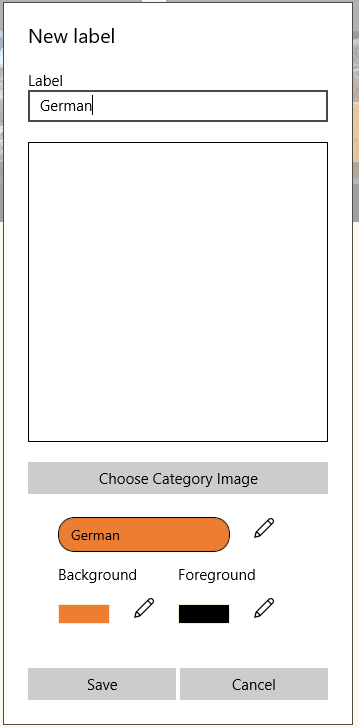 New label
Label
German
Choose Category Image
German
Background Foreground
Save Cancel